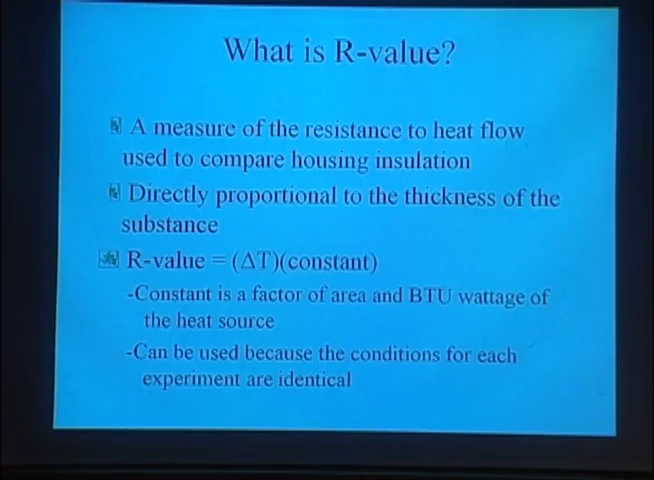 What is R-value?
A measure of the resistance to heat flow
used to compare housing insulation
Directly proportional to the thickness of the
substance
R-value = (ΔT)(constant)
-Constant is a factor of area and BTU wattage of
the heat source
-Can be used because the conditions for each
experiment are identical